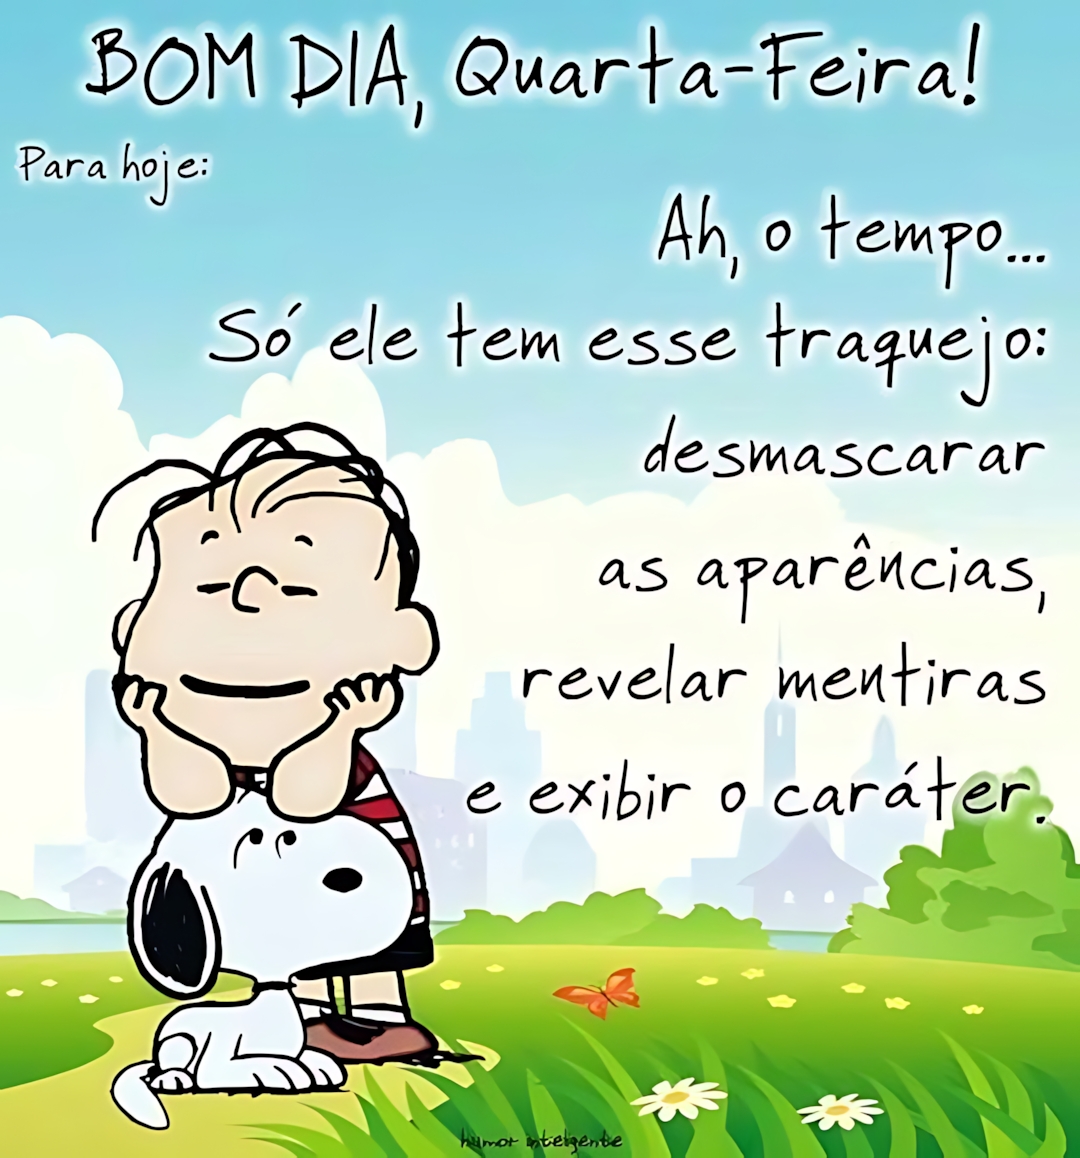 BOM DIA, Quarta-Feira!
Para hoje:
Ah, o tempo...
Só ele tem esse traquejo:
desmascarar
as aparências,
revelar mentiras
e exibir o caráter.
humor inteligente